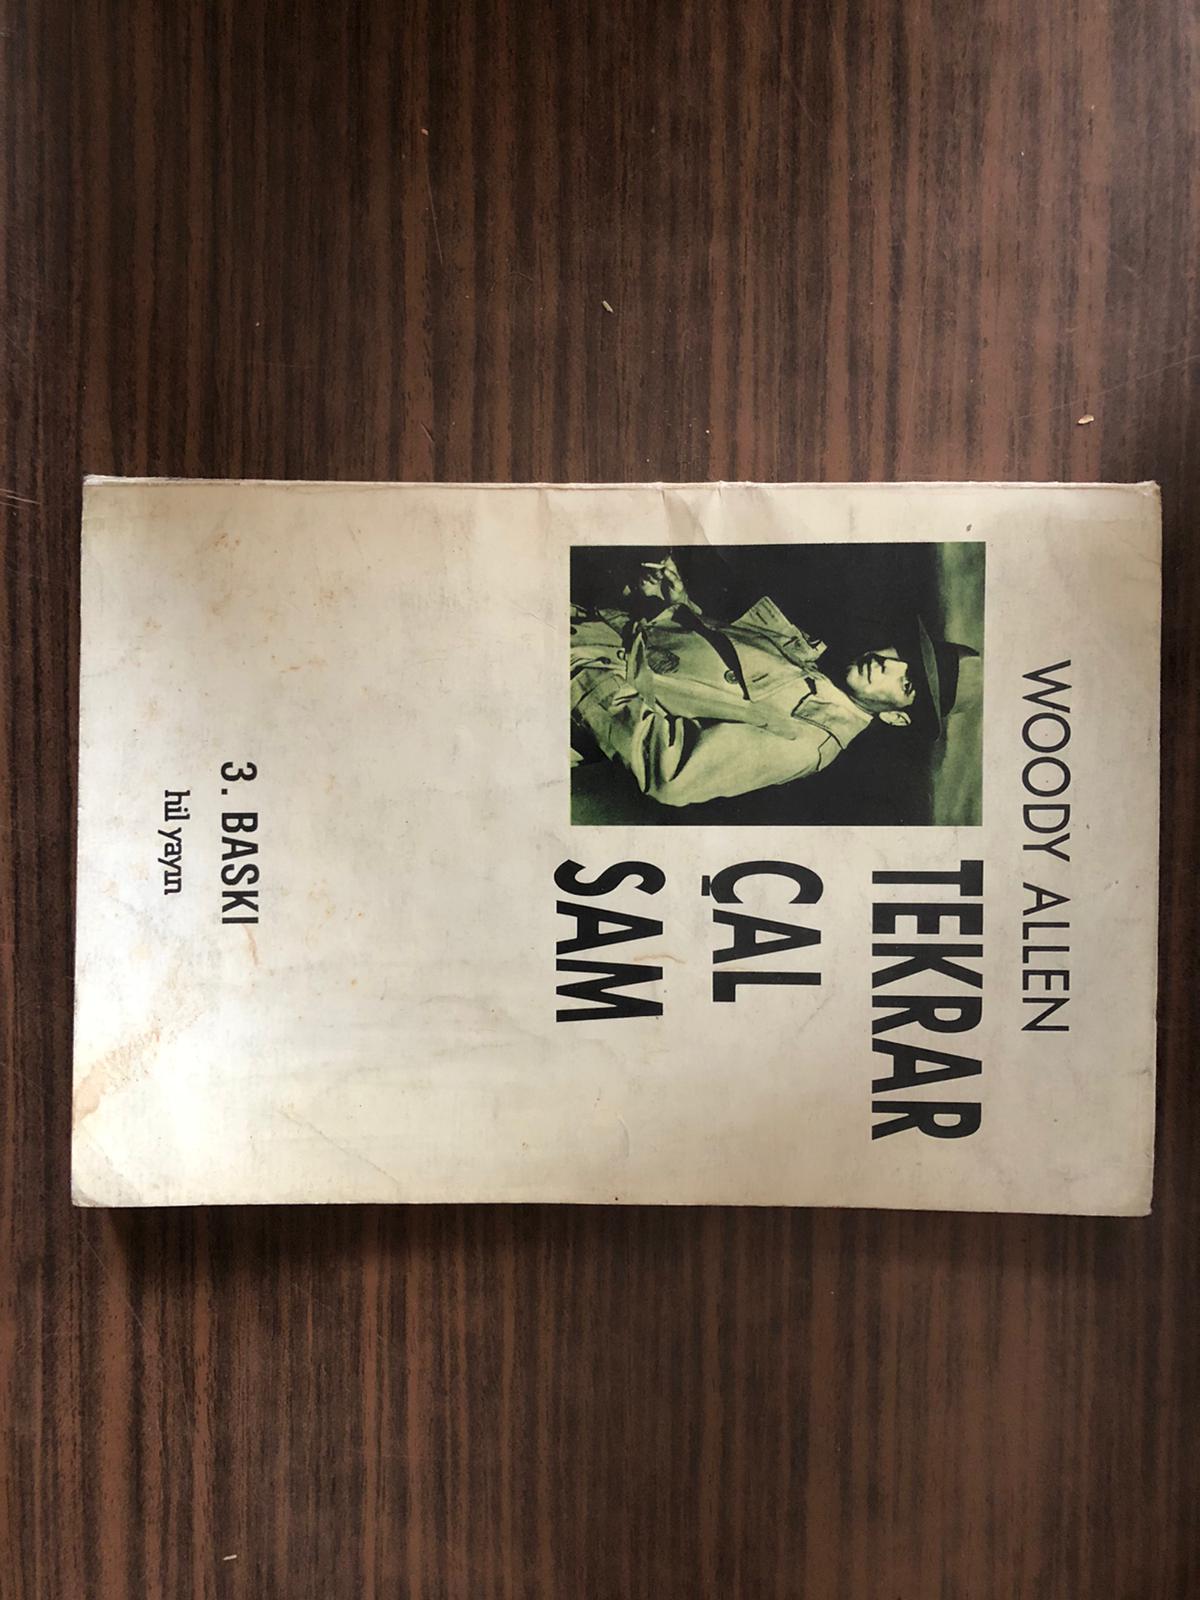 WOODY ALLEN
TEKRAR
ÇAL
SAM
3. BASKI
hil yayın